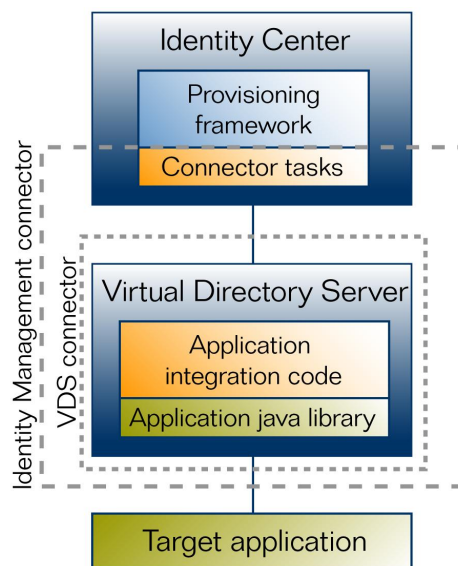 Identity Center
Provisioning
framework
Connector tasks
Identity Management connector
VDS connector
Virtual Directory Server
Application
integration code
Application java library
Target application